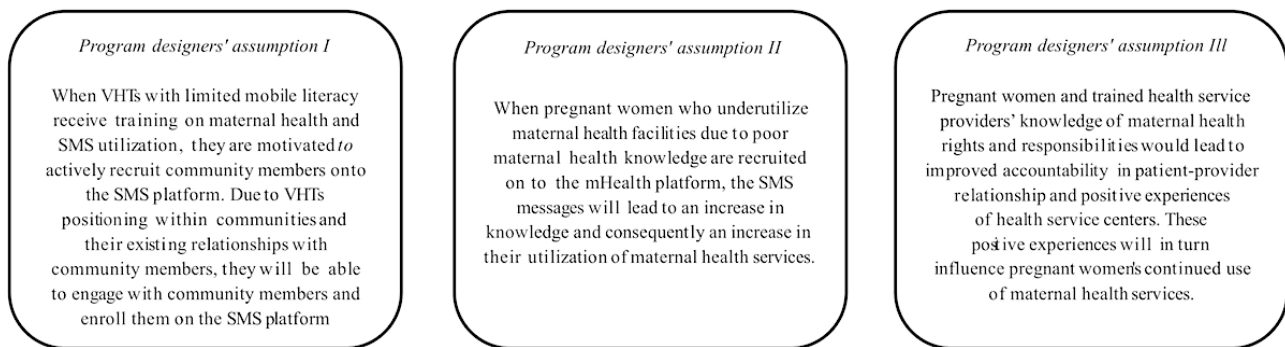 Program designers' assumption I
When VHTs with limited mobile literacy
receive training on maternal health and
SMS utilization, they are motivated to
actively recruit community members onto
the SMS platform. Due to VHTs
positioning within communities and
their existing relationships with
community members, they will be able
to engage with community members and
enroll them on the SMS platform
Program designers' assumption II
When pregnant women who underutilize
maternal health facilities due to poor
maternal health knowledge are recruited
on to the mHealth platform, the SMS
messages will lead to an increase in
knowledge and consequently an increase in
their utilization of maternal health services.
Program designers' assumption Ill
Pregnant women and trained health service
providers' knowledge of maternal health
rights and responsibilities would lead to
improved accountability in patient-provider
relationship and positive experiences
of health service centers. These
positive experiences will in turn
influence pregnant women's continued use
of maternal health services.